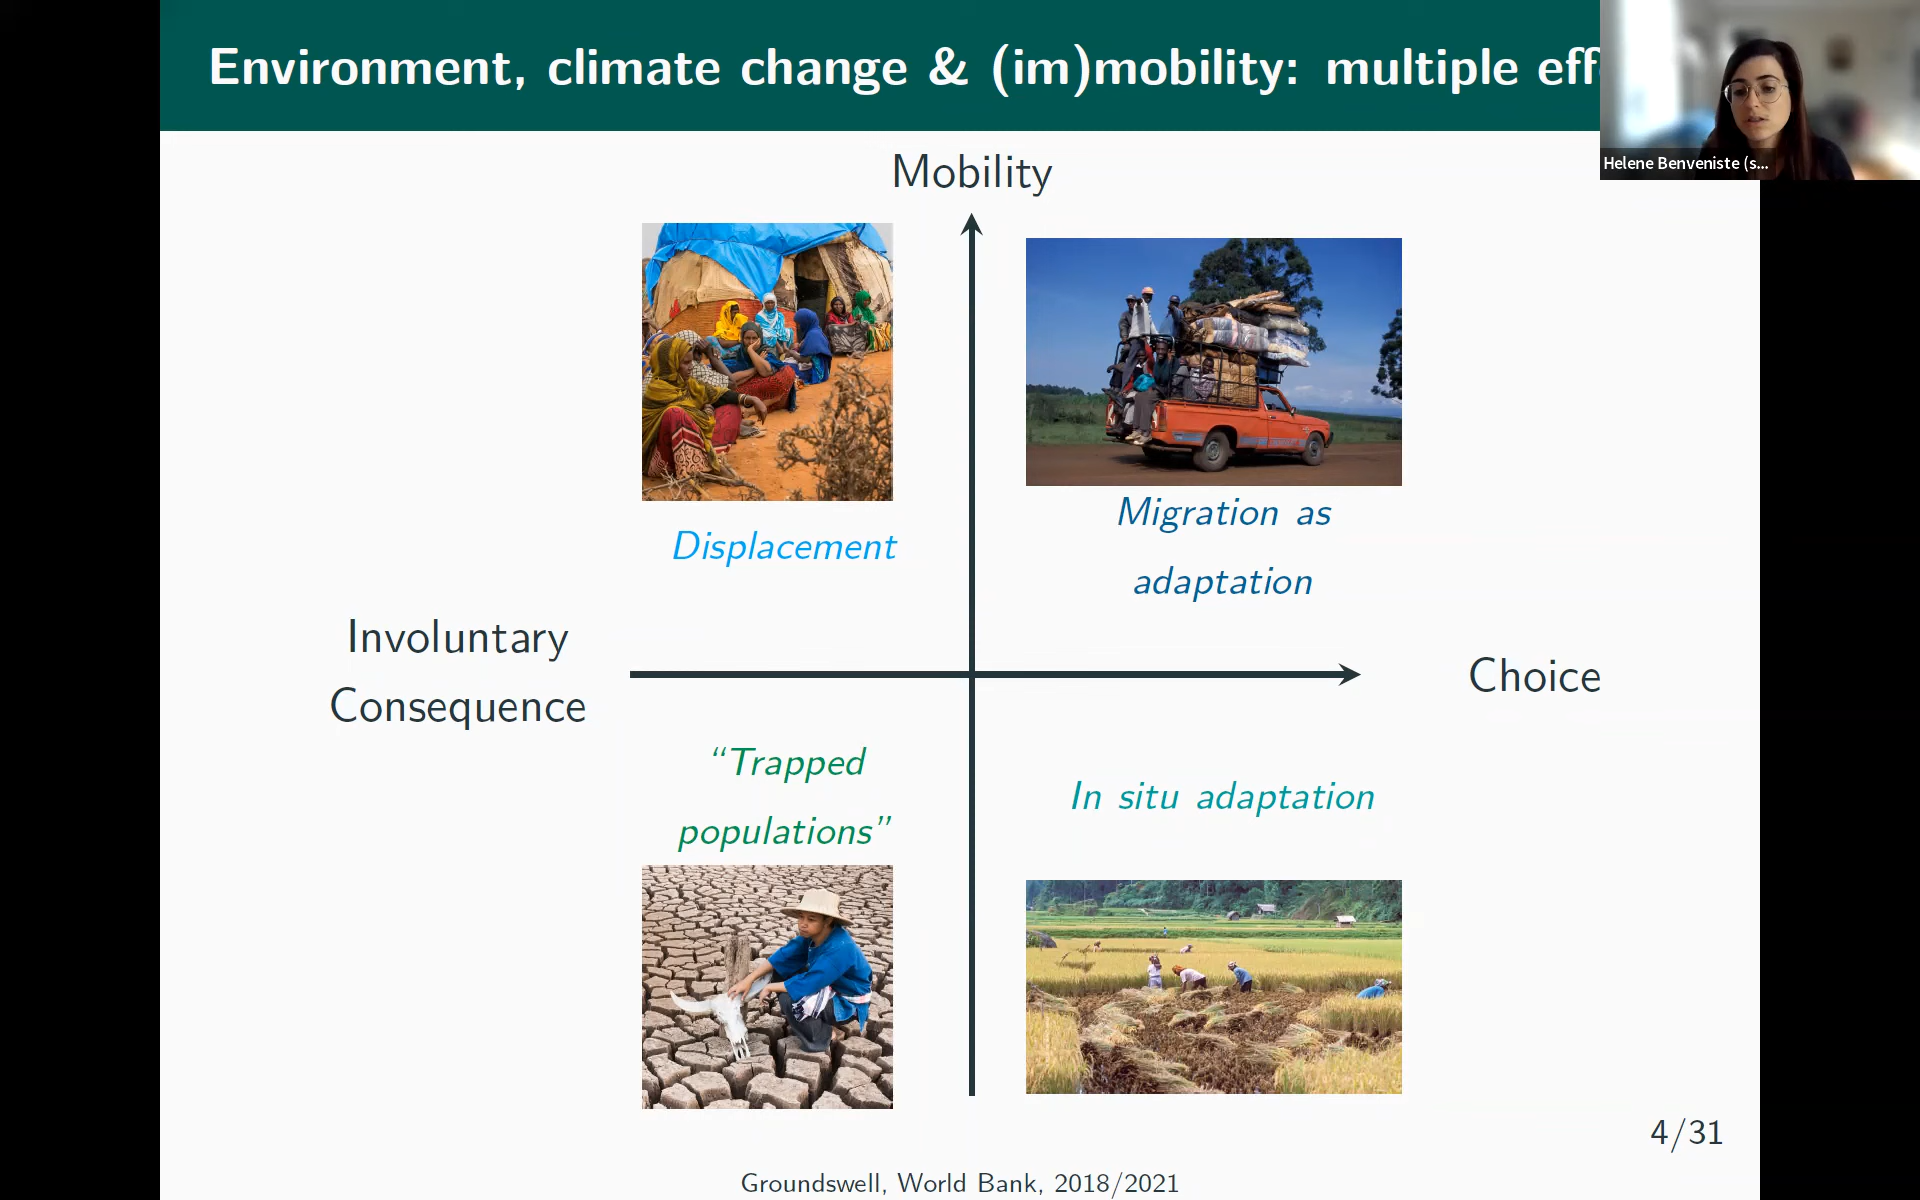 Environment, climate change & (im)mobility: multiple eff
Helene Benveniste (s...
Mobility
Displacement
Migration as
adaptation
Involuntary
Consequence
Choice
“Trapped
populations”
In situ adaptation
4/31
Groundswell, World Bank, 2018/2021